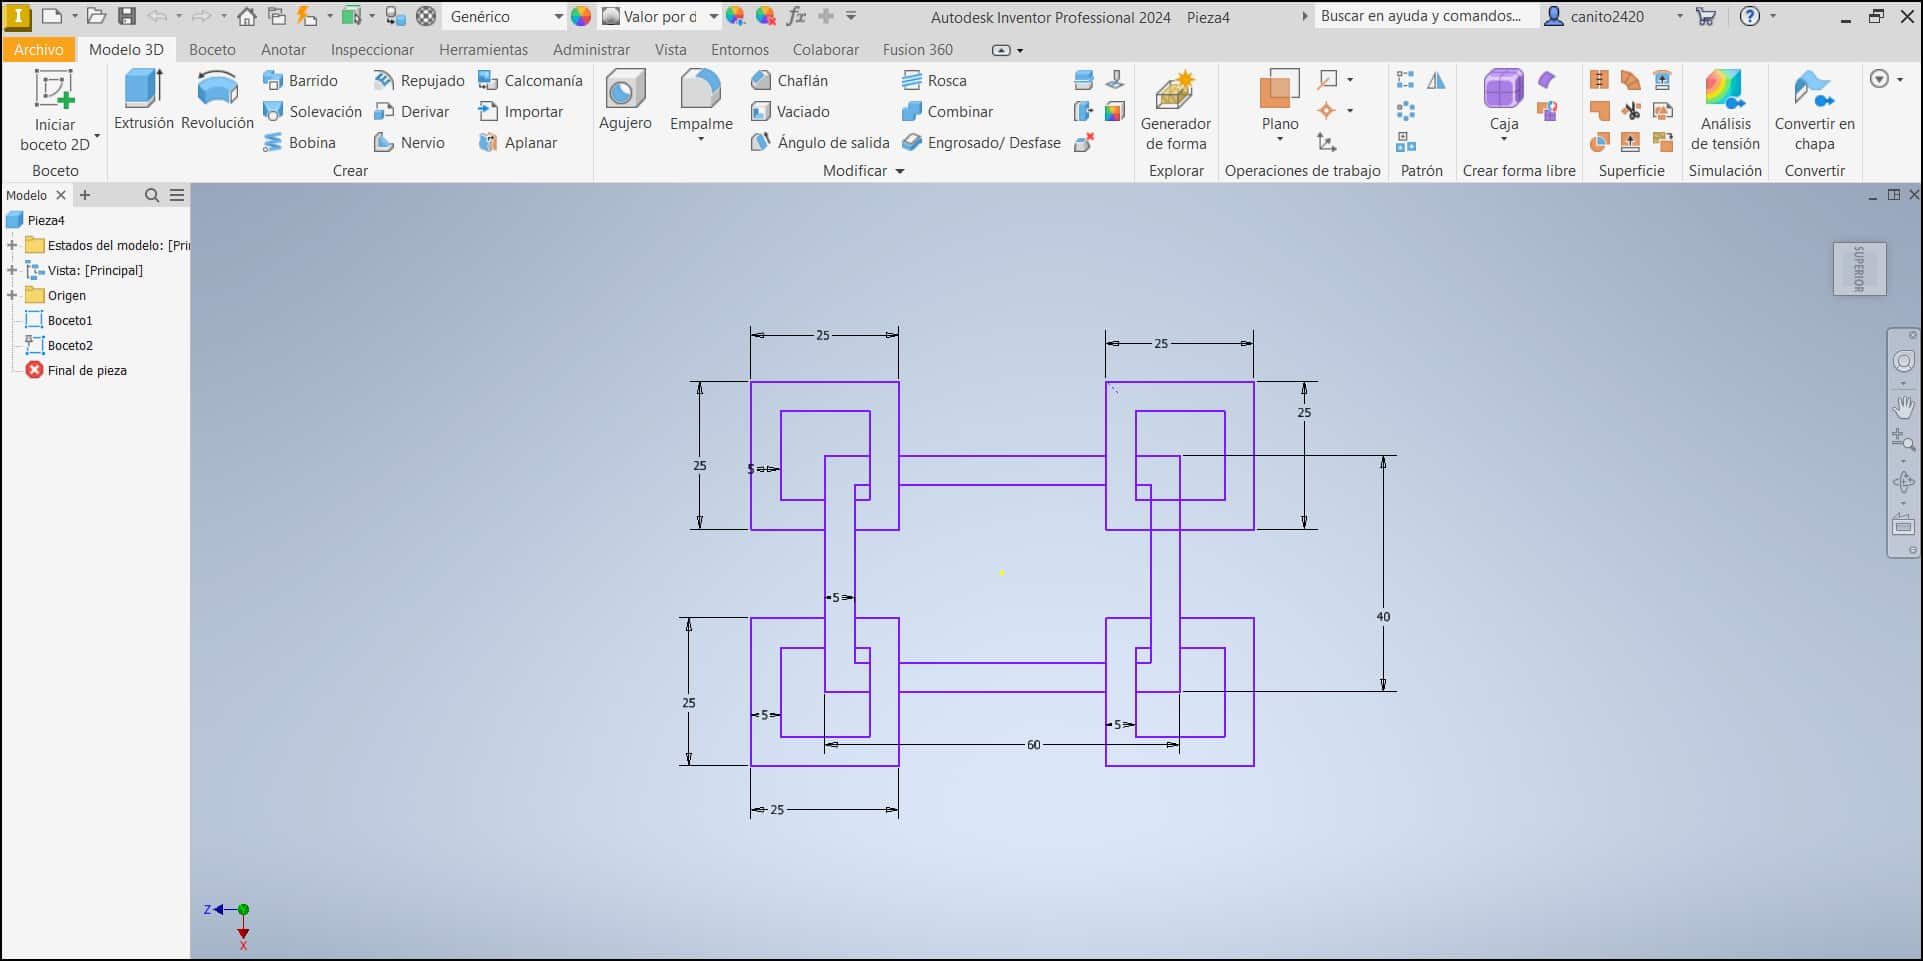 I Genérico Valor por d fx Autodesk Inventor Professional 2024 Pieza4 Buscar en ayuda y comandos... canito2420 ?
Archivo Modelo 3D Boceto Anotar Inspeccionar Herramientas Administrar Vista Entornos Colaborar Fusion 360
Iniciar
boceto 2D
Boceto
Extrusión
Revolución
Barrido
Solevación
Bobina
Repujado
Derivar
Nervio
Calcomanía
Importar
Aplanar
Crear
Agujero
Empalme
Chaflán
Vaciado
Ángulo de salida
Rosca
Combinar
Engrosado/ Desfase
Modificar
Generador
de forma
Explorar
Plano
Operaciones de trabajo
Patrón
Caja
Crear forma libre
Superficie
Análisis
de tensión
Simulación
Convertir en
chapa
Convertir
Modelo
Pieza4
Estados del modelo: [Pri
Vista: [Principal]
Origen
Boceto1
Boceto2
Final de pieza
SUPERIOR
25
25
25
25
5
5
40
25
5
5
60
25
Z
X